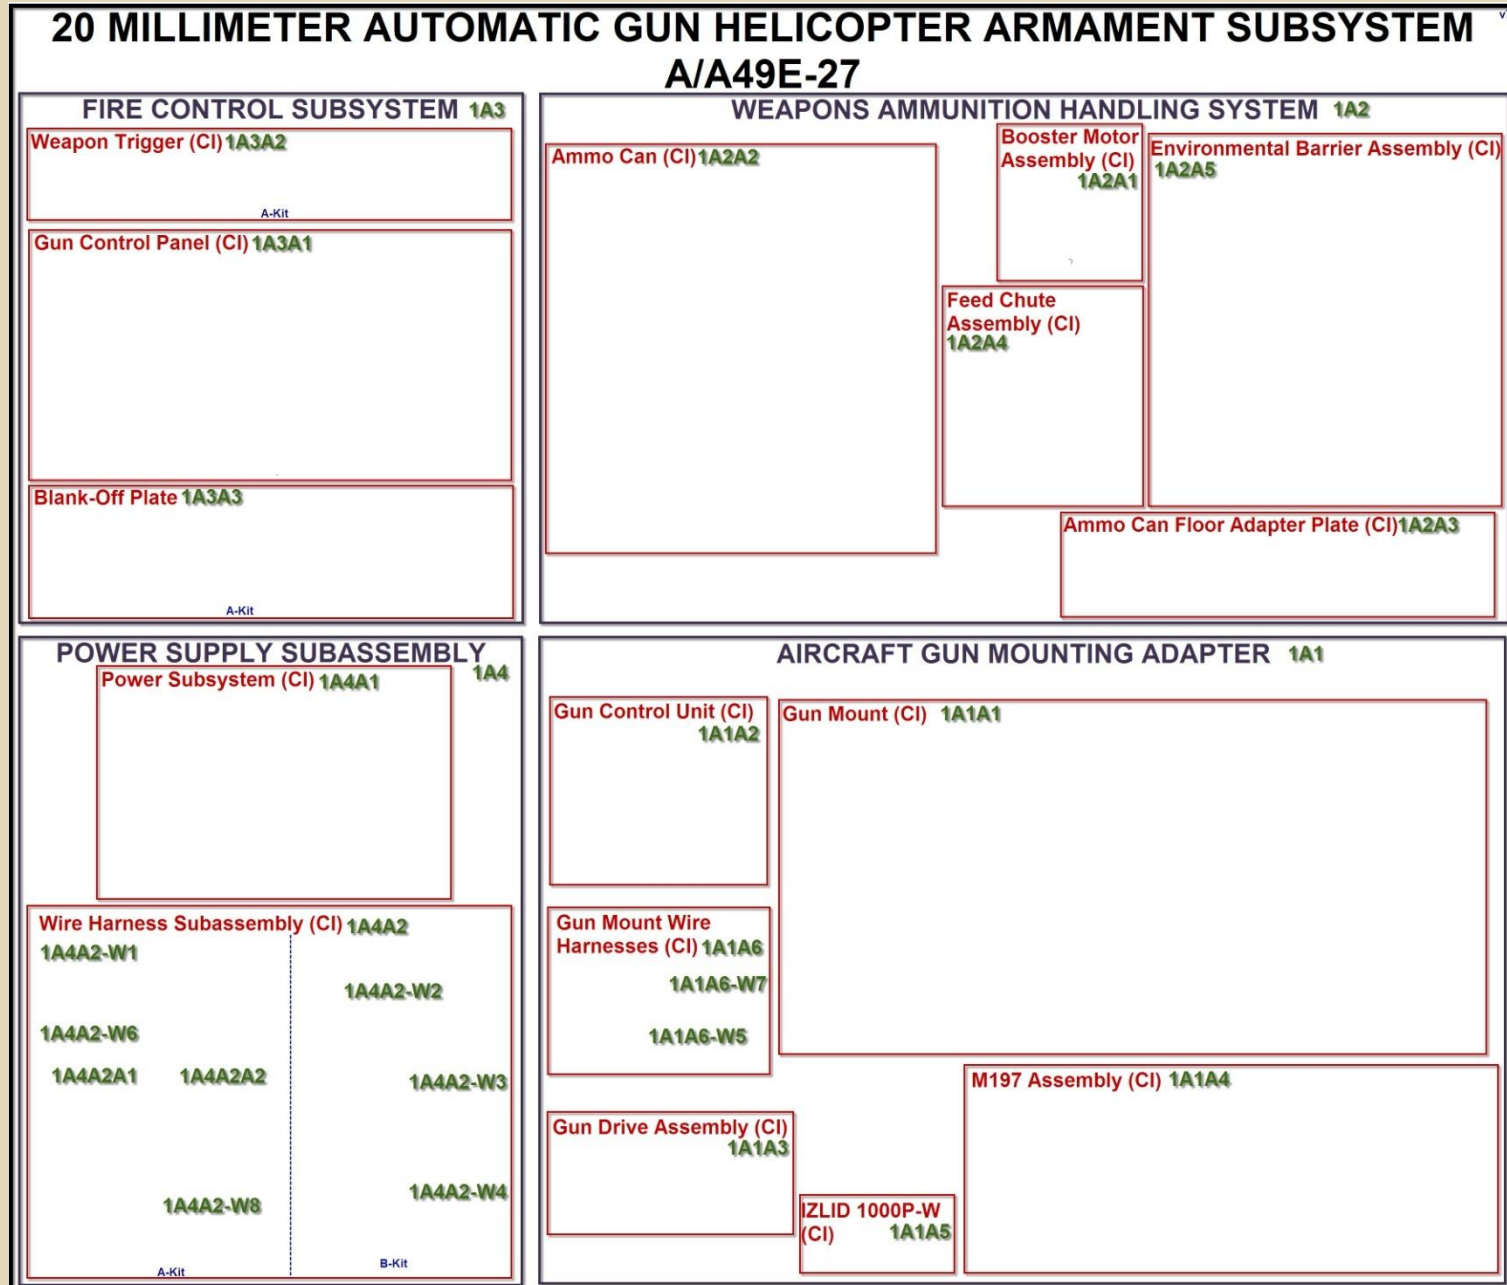 20 MILLIMETER AUTOMATIC GUN HELICOPTER ARMAMENT SUBSYSTEM
A/A49E-27
FIRE CONTROL SUBSYSTEM 1A3
Weapon Trigger (CI) 1A3A2
A-Kit
Gun Control Panel (CI) 1A3A1
Blank-Off Plate 1A3A3
A-Kit
WEAPONS AMMUNITION HANDLING SYSTEM 1A2
Ammo Can (CI) 1A2A2
Booster Motor
Assembly (CI)
1A2A1
Environmental Barrier Assembly (CI)
1A2A5
Feed Chute
Assembly (CI)
1A2A4
Ammo Can Floor Adapter Plate (CI) 1A2A3
POWER SUPPLY SUBASSEMBLY
1A4
Power Subsystem (CI) 1A4A1
Wire Harness Subassembly (CI) 1A4A2
1A4A2-W1
1A4A2-W2
1A4A2-W6
1A4A2A1 1A4A2A2
1A4A2-W3
1A4A2-W4
1A4A2-W8
A-Kit
B-Kit
AIRCRAFT GUN MOUNTING ADAPTER 1A1
Gun Control Unit (CI)
1A1A2
Gun Mount (CI) 1A1A1
Gun Mount Wire
Harnesses (CI) 1A1A6
1A1A6-W7
1A1A6-W5
Gun Drive Assembly (CI)
1A1A3
IZLID 1000P-W
(CI) 1A1A5
M197 Assembly (CI) 1A1A4